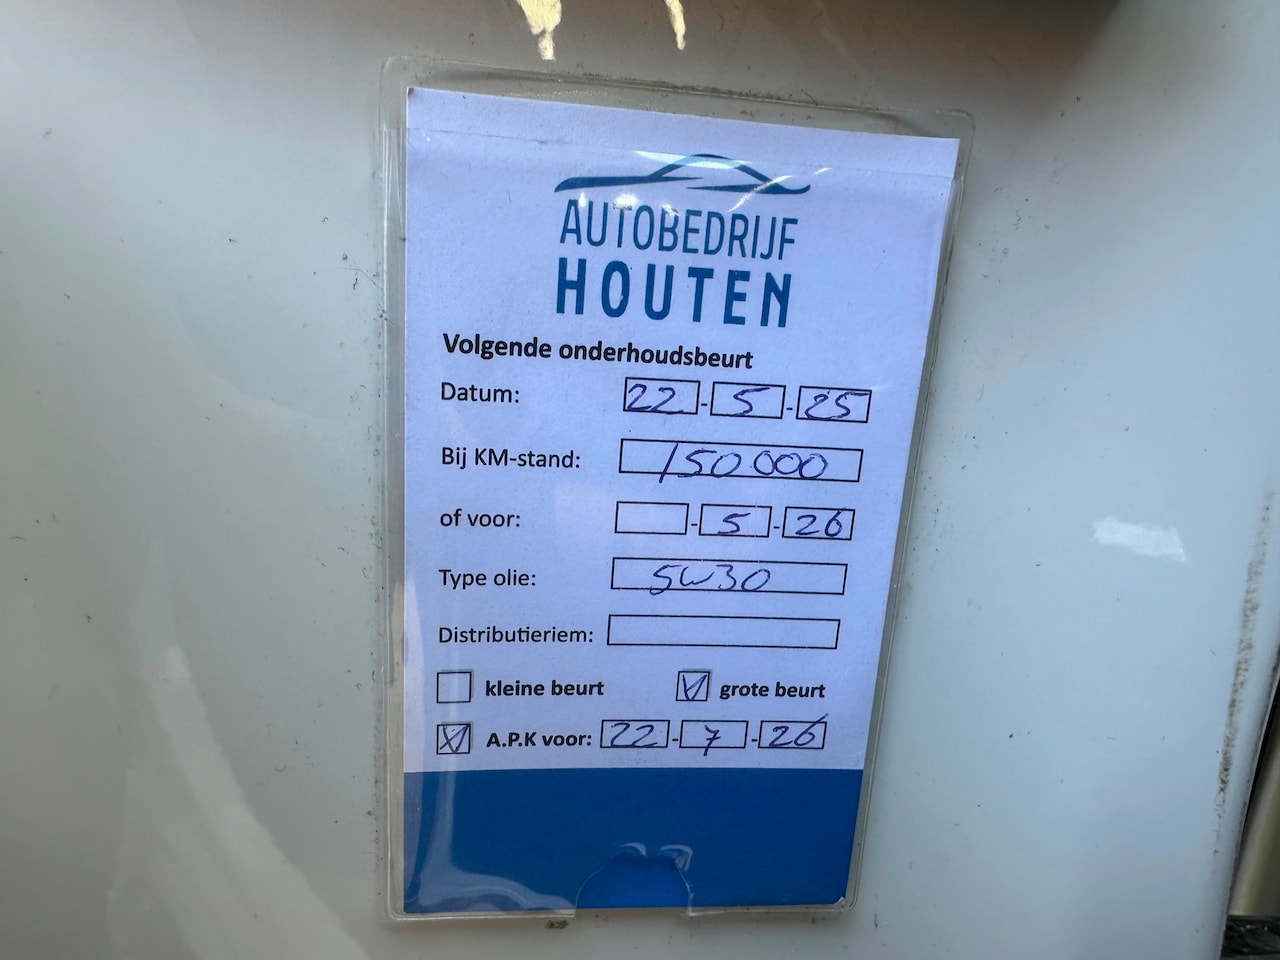 AUTOBEDRIJF
HOUTEN
Volgende onderhoudsbeurt
Datum: 22-5-25
Bij KM-stand: 150 000
of voor: -5-26
Type olie: 5W30
Distributieriem:
kleine beurt grote beurt
A.P.K voor: 22-7-26